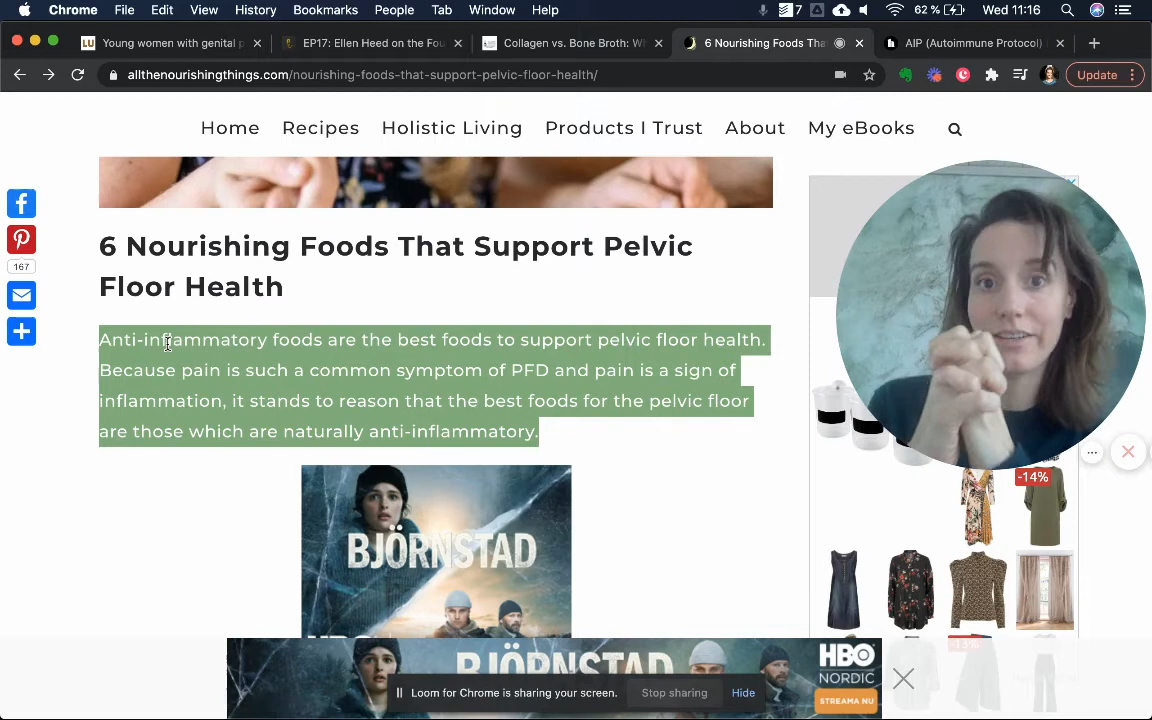 Chrome File Edit View History Bookmarks People Tab Window Help 7 62 % Wed 11:16
LU Young women with genital p
EP17: Ellen Heed on the Fou
Collagen vs. Bone Broth: Wh
6 Nourishing Foods Tha
AIP (Autoimmune Protocol)
allthenourishingthings.com/nourishing-foods-that-support-pelvic-floor-health/
Update
Home Recipes Holistic Living Products I Trust About My eBooks
167
6 Nourishing Foods That Support Pelvic
Floor Health
Anti-inflammatory foods are the best foods to support pelvic floor health.
Because pain is such a common symptom of PFD and pain is a sign of
inflammation, it stands to reason that the best foods for the pelvic floor
are those which are naturally anti-inflammatory.
-14%
BJÖRNSTAD
BJÖRNSTAD
HBO
NORDIC
STREAMA NU
Loom for Chrome is sharing your screen. Stop sharing Hide